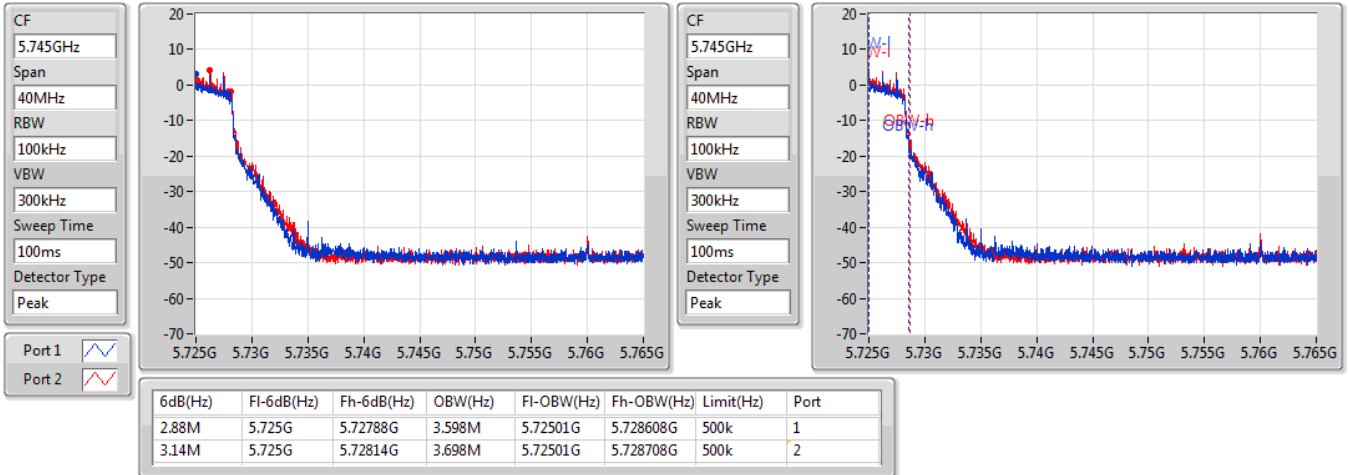 CF
5.745GHz
Span
40MHz
RBW
100kHz
VBW
300kHz
Sweep Time
100ms
Detector Type
Peak
Port 1
Port 2
20
10
0
-10
-20
-30
-40
-50
-60
-70
5.725G 5.73G 5.735G 5.74G 5.745G 5.75G 5.755G 5.76G 5.765G
CF
5.745GHz
Span
40MHz
RBW
100kHz
VBW
300kHz
Sweep Time
100ms
Detector Type
Peak
20
10
0
-10
-20
-30
-40
-50
-60
-70
OBW-h
OBW-h
5.725G 5.73G 5.735G 5.74G 5.745G 5.75G 5.755G 5.76G 5.765G
6dB(Hz) Fl-6dB(Hz) Fh-6dB(Hz) OBW(Hz) Fl-OBW(Hz) Fh-OBW(Hz) Limit(Hz) Port
2.88M 5.725G 5.72788G 3.598M 5.72501G 5.728608G 500k 1
3.14M 5.725G 5.72814G 3.698M 5.72501G 5.728708G 500k 2